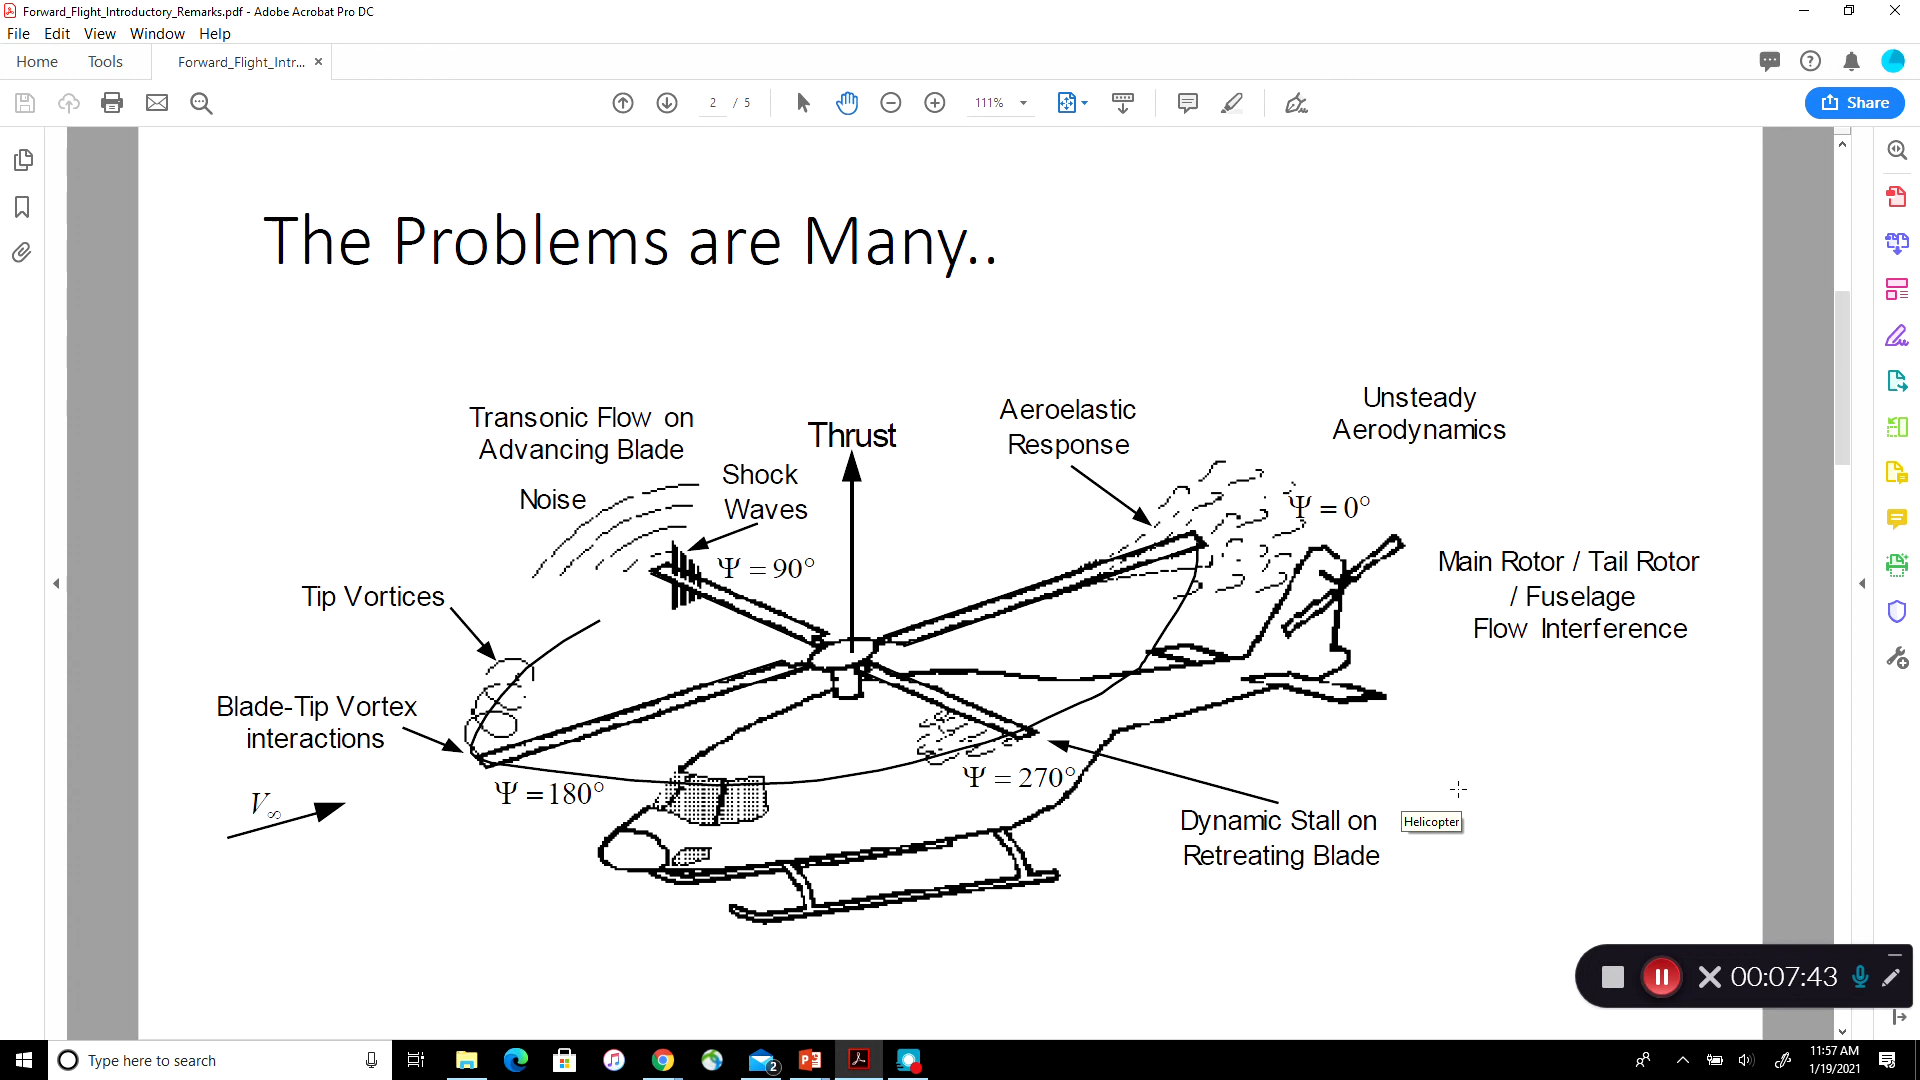 Forward_Flight_Introductory_Remarks.pdf - Adobe Acrobat Pro DC
File Edit View Window Help
Home Tools Forward_Flight_Intr... ×
2 / 5 111% Share
The Problems are Many..
Unsteady
Aerodynamics
Aeroelastic
Response
Transonic Flow on
Advancing Blade
Thrust
Shock
Waves
Noise
Ψ = 0°
Ψ = 90°
Main Rotor / Tail Rotor
/ Fuselage
Flow Interference
Tip Vortices
Blade-Tip Vortex
interactions
Ψ = 270°
Ψ = 180°
V∞
Dynamic Stall on
Retreating Blade
Helicopter
00:07:43
Type here to search
2
11:57 AM
1/19/2021